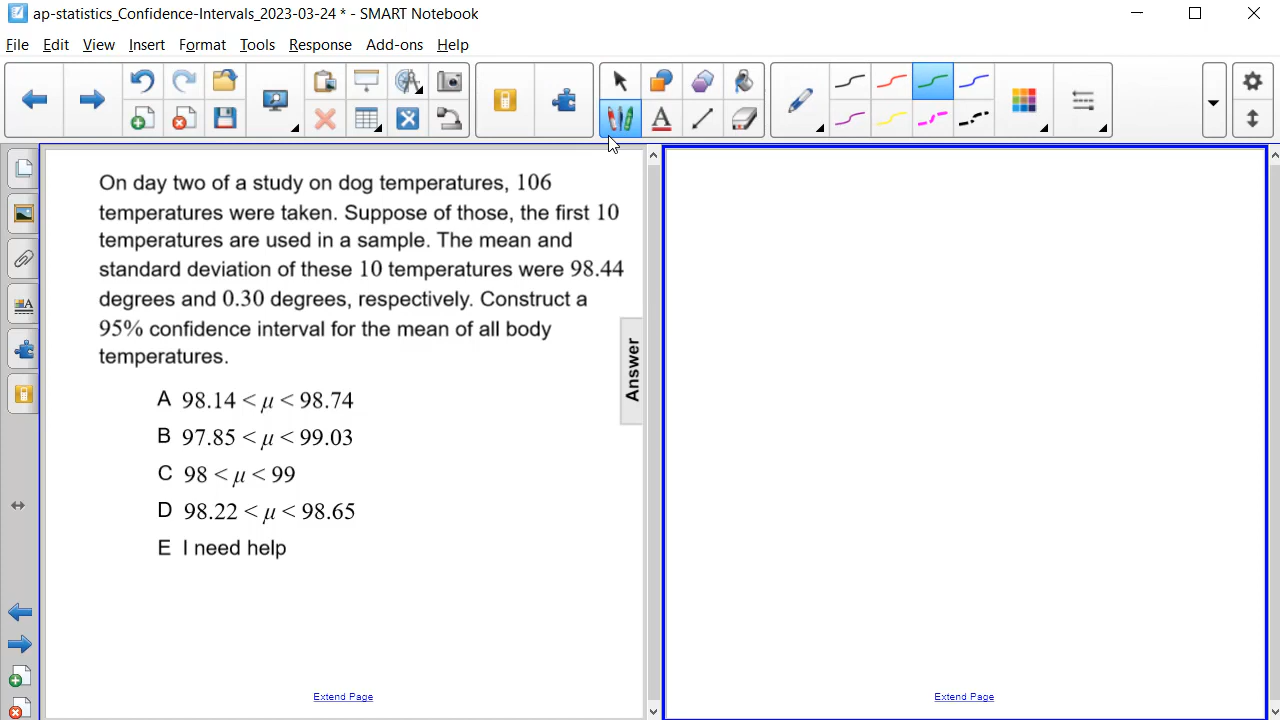 ap-statistics_Confidence-Intervals_2023-03-24 * - SMART Notebook
File Edit View Insert Format Tools Response Add-ons Help
On day two of a study on dog temperatures, 106
temperatures were taken. Suppose of those, the first 10
temperatures are used in a sample. The mean and
standard deviation of these 10 temperatures were 98.44
degrees and 0.30 degrees, respectively. Construct a
95% confidence interval for the mean of all body
temperatures.
Answer
A 98.14 < μ < 98.74
B 97.85 < μ < 99.03
C 98 < μ < 99
D 98.22 < μ < 98.65
E I need help
Extend Page
Extend Page